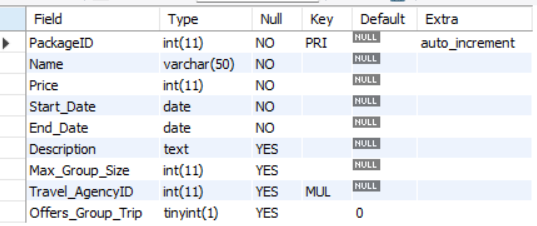 Field Type Null Key Default Extra
PackageID int(11) NO PRI NULL auto_increment
Name varchar(50) NO NULL
Price int(11) NO NULL
Start_Date date NO NULL
End_Date date NO NULL
Description text YES NULL
Max_Group_Size int(11) YES NULL
Travel_AgencyID int(11) YES MUL NULL
Offers_Group_Trip tinyint(1) YES 0